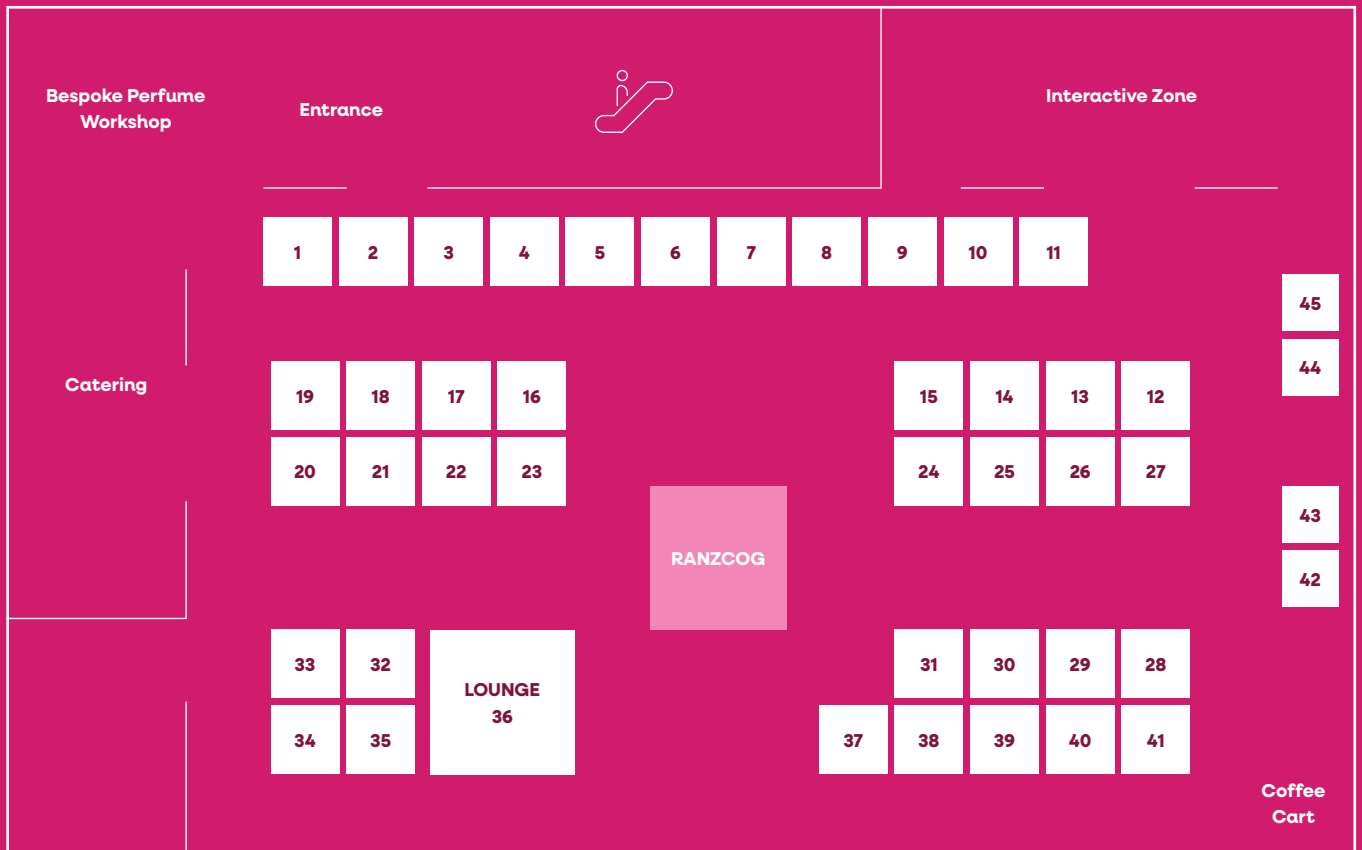 Bespoke Perfume
Workshop
Entrance
Interactive Zone
1 2 3 4 5 6 7 8 9 10 11
45
44
Catering
19 18 17 16
15 14 13 12
20 21 22 23
24 25 26 27
43
42
RANZCOG
33 32
LOUNGE
36
31 30 29 28
34 35
37 38 39 40 41
Coffee
Cart